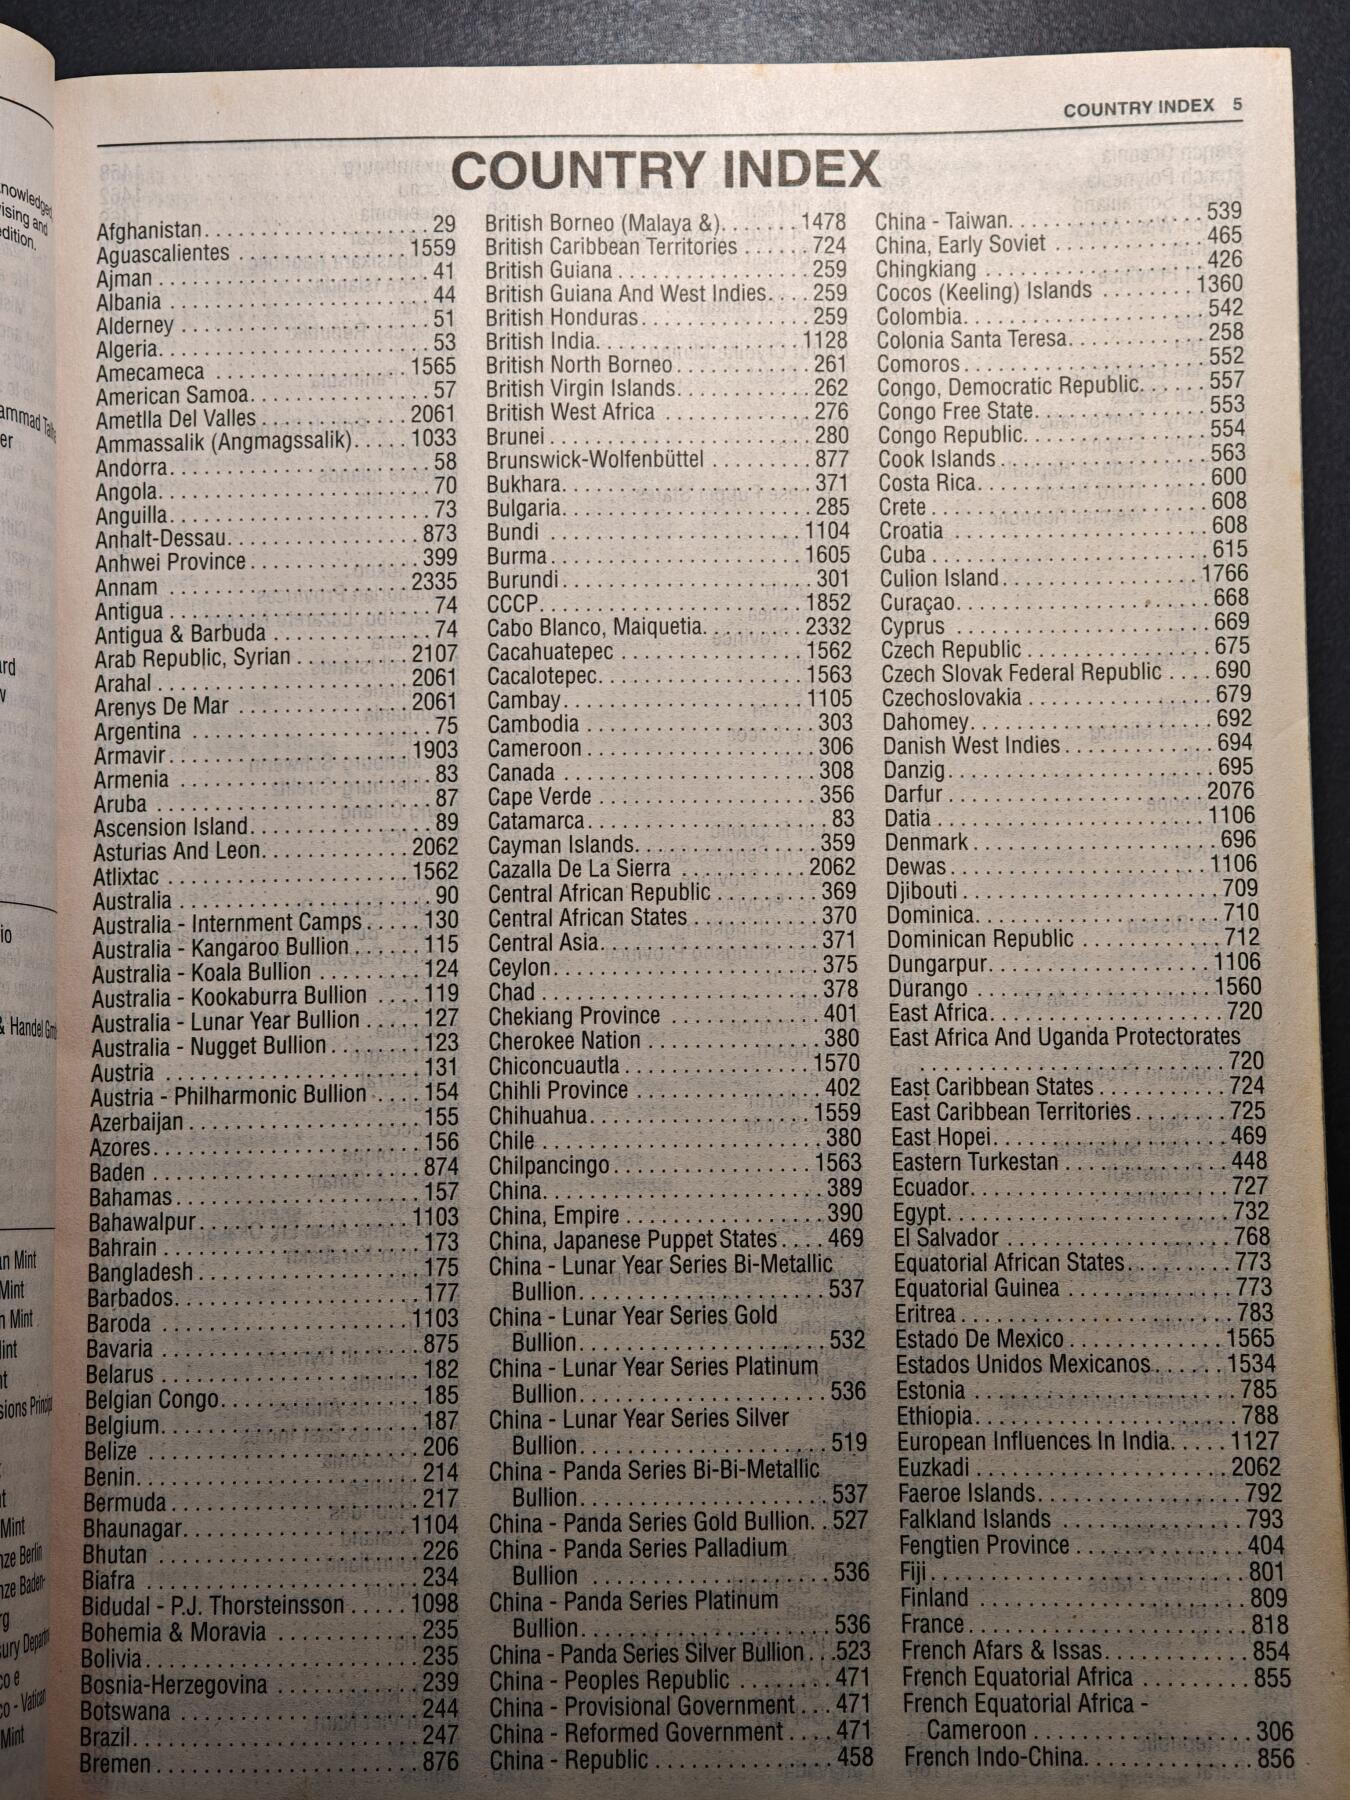 COUNTRY INDEX 5
COUNTRY INDEX
Afghanistan 29
Aguascalientes 1559
Ajman 41
Albania 44
Alderney 51
Algeria 53
Amecameca 1565
American Samoa 57
Ametlla Del Valles 2061
Ammassalik (Angmagssalik) 1033
Andorra 58
Angola 70
Anguilla 73
Anhalt-Dessau 873
Anhwei Province 399
Annam 2335
Antigua 74
Antigua & Barbuda 74
Arab Republic, Syrian 2107
Arahal 2061
Arenys De Mar 2061
Argentina 75
Armavir 1903
Armenia 83
Aruba 87
Ascension Island 89
Asturias And Leon 2062
Atlixtac 1562
Australia 90
Australia - Internment Camps 130
Australia - Kangaroo Bullion 115
Australia - Koala Bullion 124
Australia - Kookaburra Bullion 119
Australia - Lunar Year Bullion 127
Australia - Nugget Bullion 123
Austria 131
Austria - Philharmonic Bullion 154
Azerbaijan 155
Azores 156
Baden 874
Bahamas 157
Bahawalpur 1103
Bahrain 173
Bangladesh 175
Barbados 177
Baroda 1103
Bavaria 875
Belarus 182
Belgian Congo 185
Belgium 187
Belize 206
Benin 214
Bermuda 217
Bhaunagar 1104
Bhutan 226
Biafra 234
Bidudal - P.J. Thorsteinsson 1098
Bohemia & Moravia 235
Bolivia 235
Bosnia-Herzegovina 239
Botswana 244
Brazil 247
Bremen 876
British Borneo (Malaya &) 1478
British Caribbean Territories 724
British Guiana 259
British Guiana And West Indies 259
British Honduras 259
British India 1128
British North Borneo 261
British Virgin Islands 262
British West Africa 276
Brunei 280
Brunswick-Wolfenbüttel 877
Bukhara 371
Bulgaria 285
Bundi 1104
Burma 1605
Burundi 301
CCCP 1852
Cabo Blanco, Maiquetia 2332
Cacahuatepec 1562
Cacalotepec 1563
Cambay 1105
Cambodia 303
Cameroon 306
Canada 308
Cape Verde 356
Catamarca 83
Cayman Islands 359
Cazalla De La Sierra 2062
Central African Republic 369
Central African States 370
Central Asia 371
Ceylon 375
Chad 378
Chekiang Province 401
Cherokee Nation 380
Chiconcuautla 1570
Chihli Province 402
Chihuahua 1559
Chile 380
Chilpancingo 1563
China 389
China, Empire 390
China, Japanese Puppet States 469
China - Lunar Year Series Bi-Metallic
Bullion 537
China - Lunar Year Series Gold
Bullion 532
China - Lunar Year Series Platinum
Bullion 536
China - Lunar Year Series Silver
Bullion 519
China - Panda Series Bi-Bi-Metallic
Bullion 537
China - Panda Series Gold Bullion 527
China - Panda Series Palladium
Bullion 536
China - Panda Series Platinum
Bullion 536
China - Panda Series Silver Bullion 523
China - Peoples Republic 471
China - Provisional Government 471
China - Reformed Government 471
China - Republic 458
China - Taiwan 539
China, Early Soviet 465
Chingkiang 426
Cocos (Keeling) Islands 1360
Colombia 542
Colonia Santa Teresa 258
Comoros 552
Congo, Democratic Republic 557
Congo Free State 553
Congo Republic 554
Cook Islands 563
Costa Rica 600
Crete 608
Croatia 608
Cuba 615
Culion Island 1766
Curaçao 668
Cyprus 669
Czech Republic 675
Czech Slovak Federal Republic 690
Czechoslovakia 679
Dahomey 692
Danish West Indies 694
Danzig 695
Darfur 2076
Datia 1106
Denmark 696
Dewas 1106
Djibouti 709
Dominica 710
Dominican Republic 712
Dungarpur 1106
Durango 1560
East Africa 720
East Africa And Uganda Protectorates
720
East Caribbean States 724
East Caribbean Territories 725
East Hopei 469
Eastern Turkestan 448
Ecuador 727
Egypt 732
El Salvador 768
Equatorial African States 773
Equatorial Guinea 773
Eritrea 783
Estado De Mexico 1565
Estados Unidos Mexicanos 1534
Estonia 785
Ethiopia 788
European Influences In India 1127
Euzkadi 2062
Faeroe Islands 792
Falkland Islands 793
Fengtien Province 404
Fiji 801
Finland 809
France 818
French Afars & Issas 854
French Equatorial Africa 855
French Equatorial Africa -
Cameroon 306
French Indo-China 856